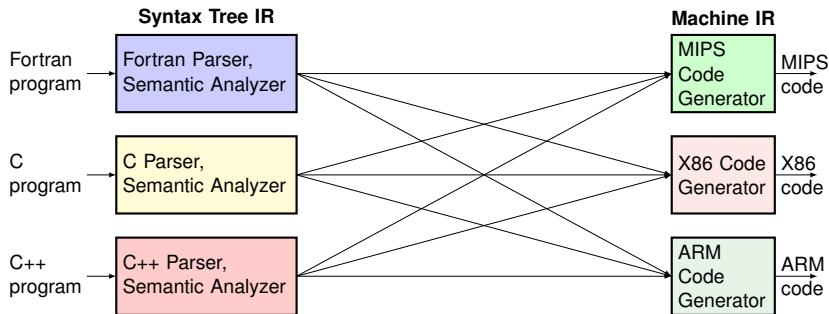 Syntax Tree IR
Machine IR
Fortran
program
Fortran Parser,
Semantic Analyzer
MIPS
Code
Generator
MIPS
code
C
program
C Parser,
Semantic Analyzer
X86 Code
Generator
X86
code
C++
program
C++ Parser,
Semantic Analyzer
ARM
Code
Generator
ARM
code